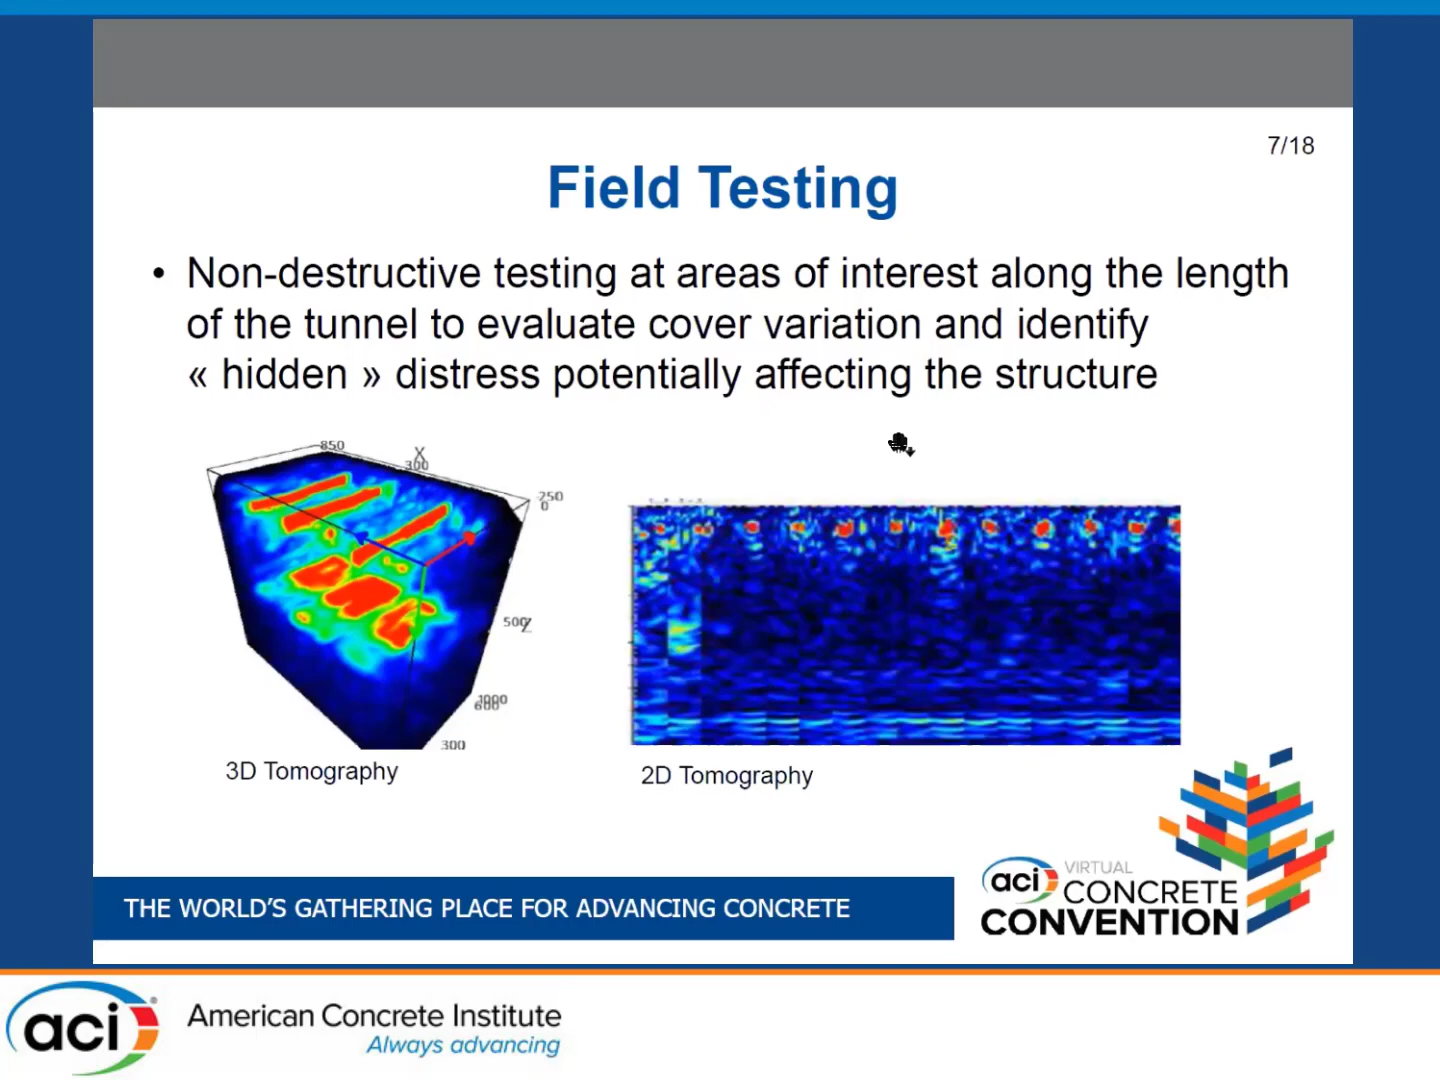 7/18
Field Testing
• Non-destructive testing at areas of interest along the length
of the tunnel to evaluate cover variation and identify
« hidden » distress potentially affecting the structure
850
X
300
250
0
500
Z
1000
600
300
3D Tomography
2D Tomography
THE WORLD'S GATHERING PLACE FOR ADVANCING CONCRETE
aci
VIRTUAL
CONCRETE
CONVENTION
aci®
American Concrete Institute
Always advancing